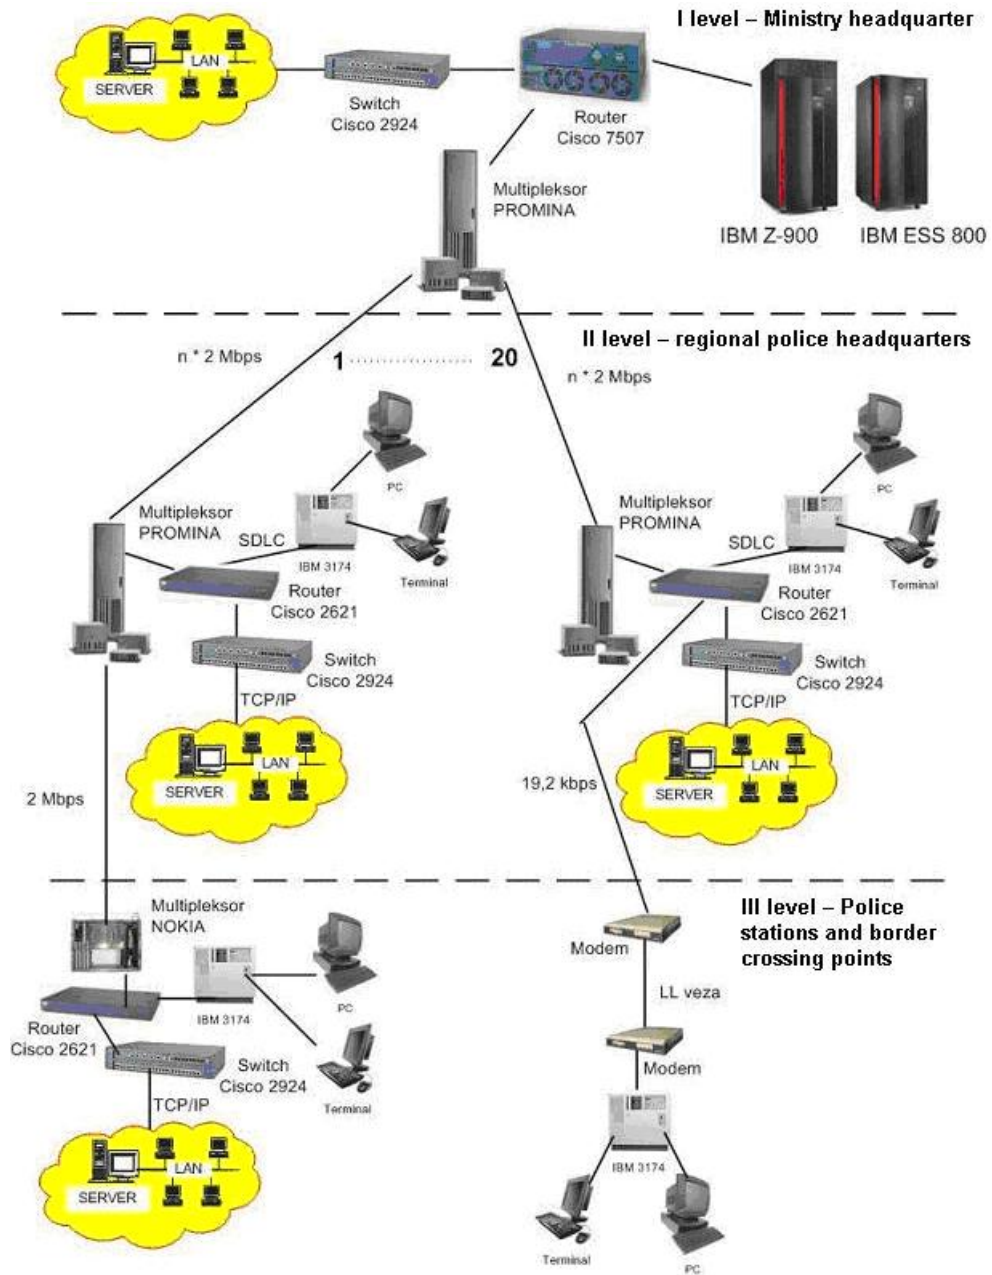 I level – Ministry headquarter
LAN
SERVER
Switch
Cisco 2924
Router
Cisco 7507
Multipleksor
PROMINA
IBM Z-900
IBM ESS 800
II level – regional police headquarters
n * 2 Mbps
1 ..................... 20
n * 2 Mbps
PC
Multipleksor
PROMINA
SDLC
IBM 3174
Terminal
Router
Cisco 2621
Switch
Cisco 2924
TCP/IP
LAN
SERVER
PC
Multipleksor
PROMINA
SDLC
IBM 3174
Terminal
Router
Cisco 2621
Switch
Cisco 2924
TCP/IP
LAN
SERVER
2 Mbps
19,2 kbps
III level – Police
stations and border
crossing points
Multipleksor
NOKIA
PC
IBM 3174
Router
Cisco 2621
Switch
Cisco 2924
Terminal
TCP/IP
LAN
SERVER
Modem
LL veza
Modem
IBM 3174
Terminal
PC